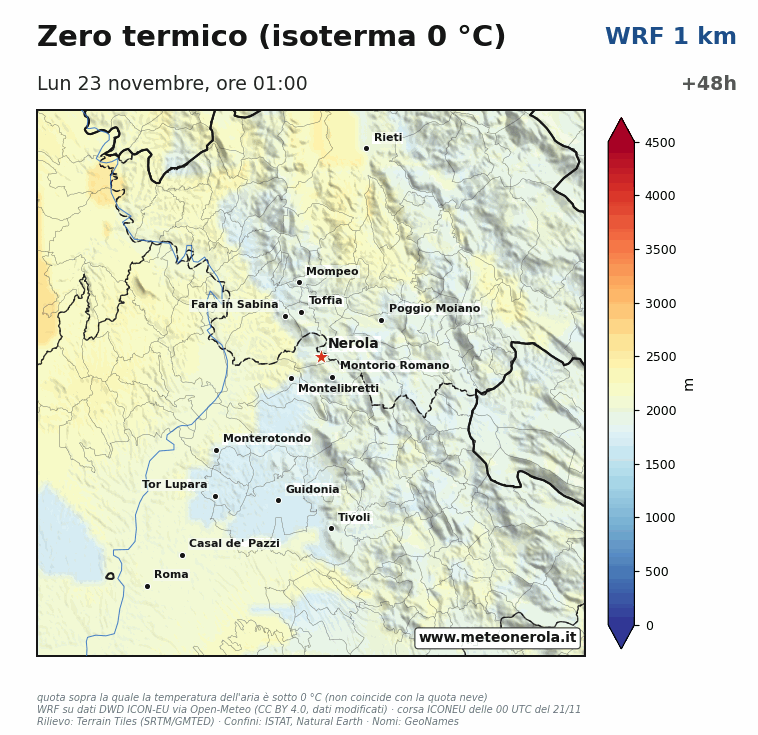 Zero termico (isoterma 0 °C)
WRF 1 km
Lun 23 novembre, ore 01:00
+48h
Rieti
Mompeo
Fara in Sabina
Toffia
Poggio Moiano
Nerola
Montorio Romano
Montelibretti
Monterotondo
Tor Lupara
Guidonia
Tivoli
Casal de' Pazzi
Roma
www.meteonerola.it
4500
4000
3500
3000
2500
2000
1500
1000
500
0
m
quota sopra la quale la temperatura dell'aria è sotto 0 °C (non coincide con la quota neve)
WRF su dati DWD ICON-EU via Open-Meteo (CC BY 4.0, dati modificati) · corsa ICONEU delle 00 UTC del 21/11
Rilievo: Terrain Tiles (SRTM/GMTED) · Confini: ISTAT, Natural Earth · Nomi: GeoNames